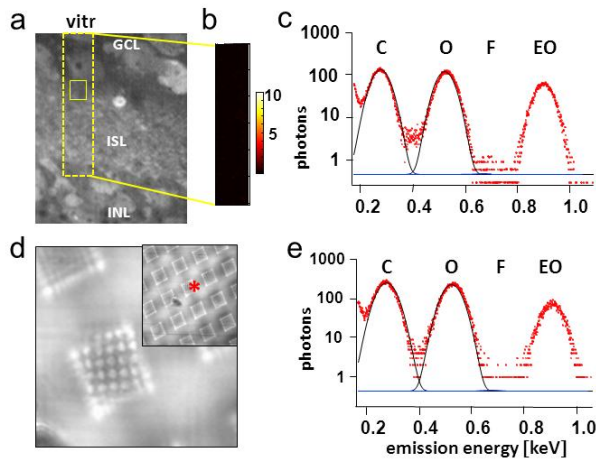 a
vitr
GCL
ISL
INL
b
10
5
c
1000
100
10
1
photons
C O F EO
0.2 0.4 0.6 0.8 1.0
d
*
e
1000
100
10
1
photons
C O F EO
0.2 0.4 0.6 0.8 1.0
emission energy [keV]